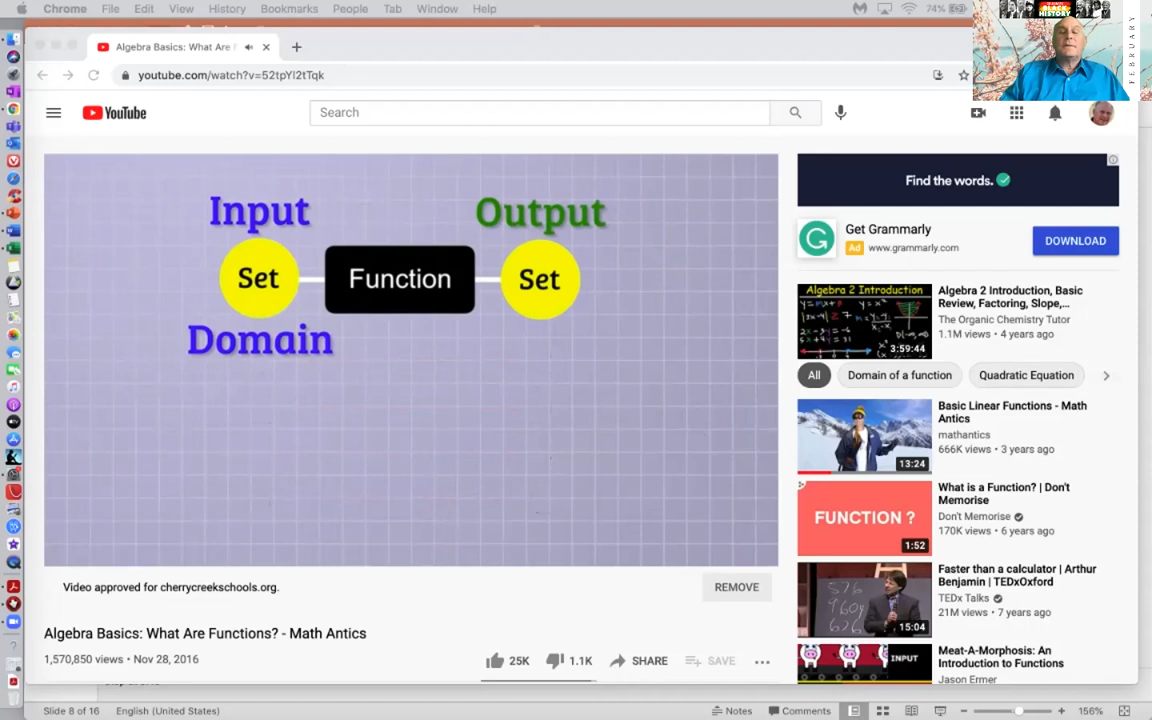 Chrome File Edit View History Bookmarks People Tab Window Help
74%
BLACK HISTORY
FEBRUARY
Algebra Basics: What Are F
youtube.com/watch?v=52tpYl2tTqk
YouTube
Search
Input
Output
Set
Function
Set
Domain
Find the words.
Get Grammarly
Ad www.grammarly.com
DOWNLOAD
Algebra 2 Introduction
3:59:44
Algebra 2 Introduction, Basic
Review, Factoring, Slope,...
The Organic Chemistry Tutor
1.1M views • 4 years ago
All
Domain of a function
Quadratic Equation
13:24
Basic Linear Functions - Math
Antics
mathantics
666K views • 3 years ago
FUNCTION ?
1:52
What is a Function? | Don't
Memorise
Don't Memorise
170K views • 6 years ago
15:04
Faster than a calculator | Arthur
Benjamin | TEDxOxford
TEDx Talks
21M views • 7 years ago
INPUT
Meat-A-Morphosis: An
Introduction to Functions
Jason Ermer
Video approved for cherrycreekschools.org.
REMOVE
Algebra Basics: What Are Functions? - Math Antics
1,570,850 views • Nov 28, 2016
25K
1.1K
SHARE
SAVE
Slide 8 of 16
English (United States)
Notes
Comments
156%